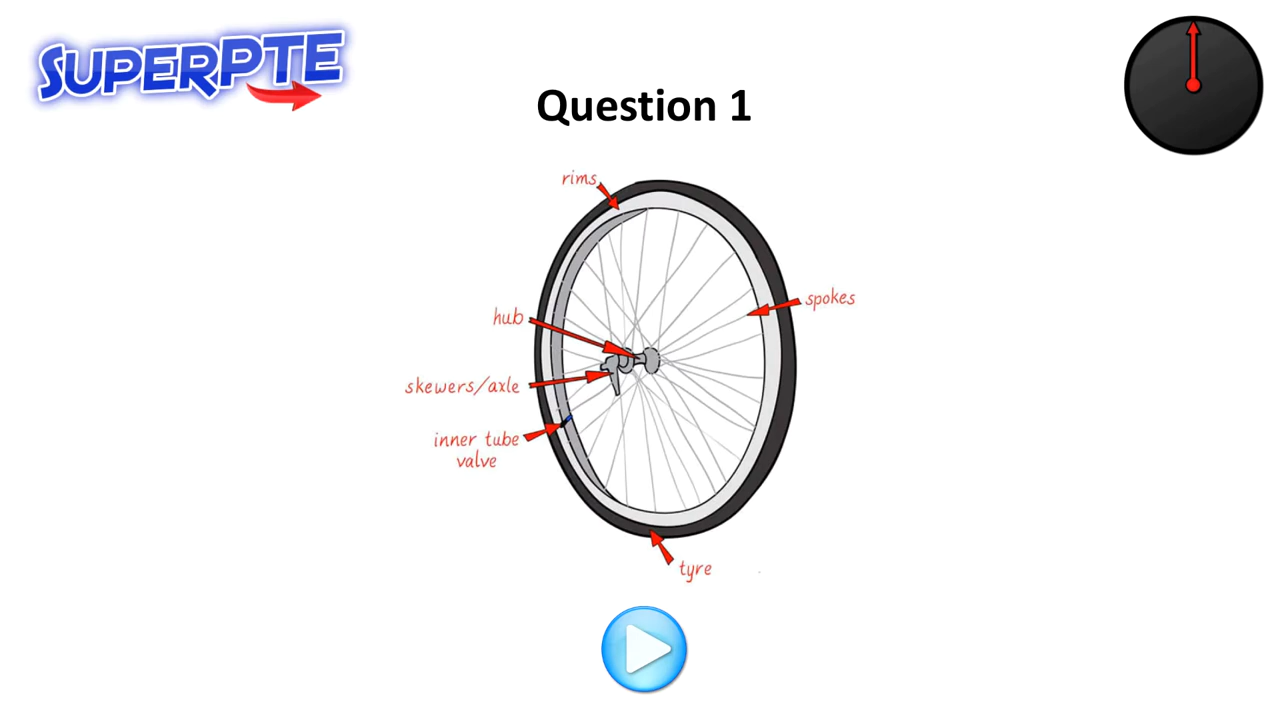 SUPERPTE
Question 1
rims
spokes
hub
skewers/axle
inner tube
valve
tyre